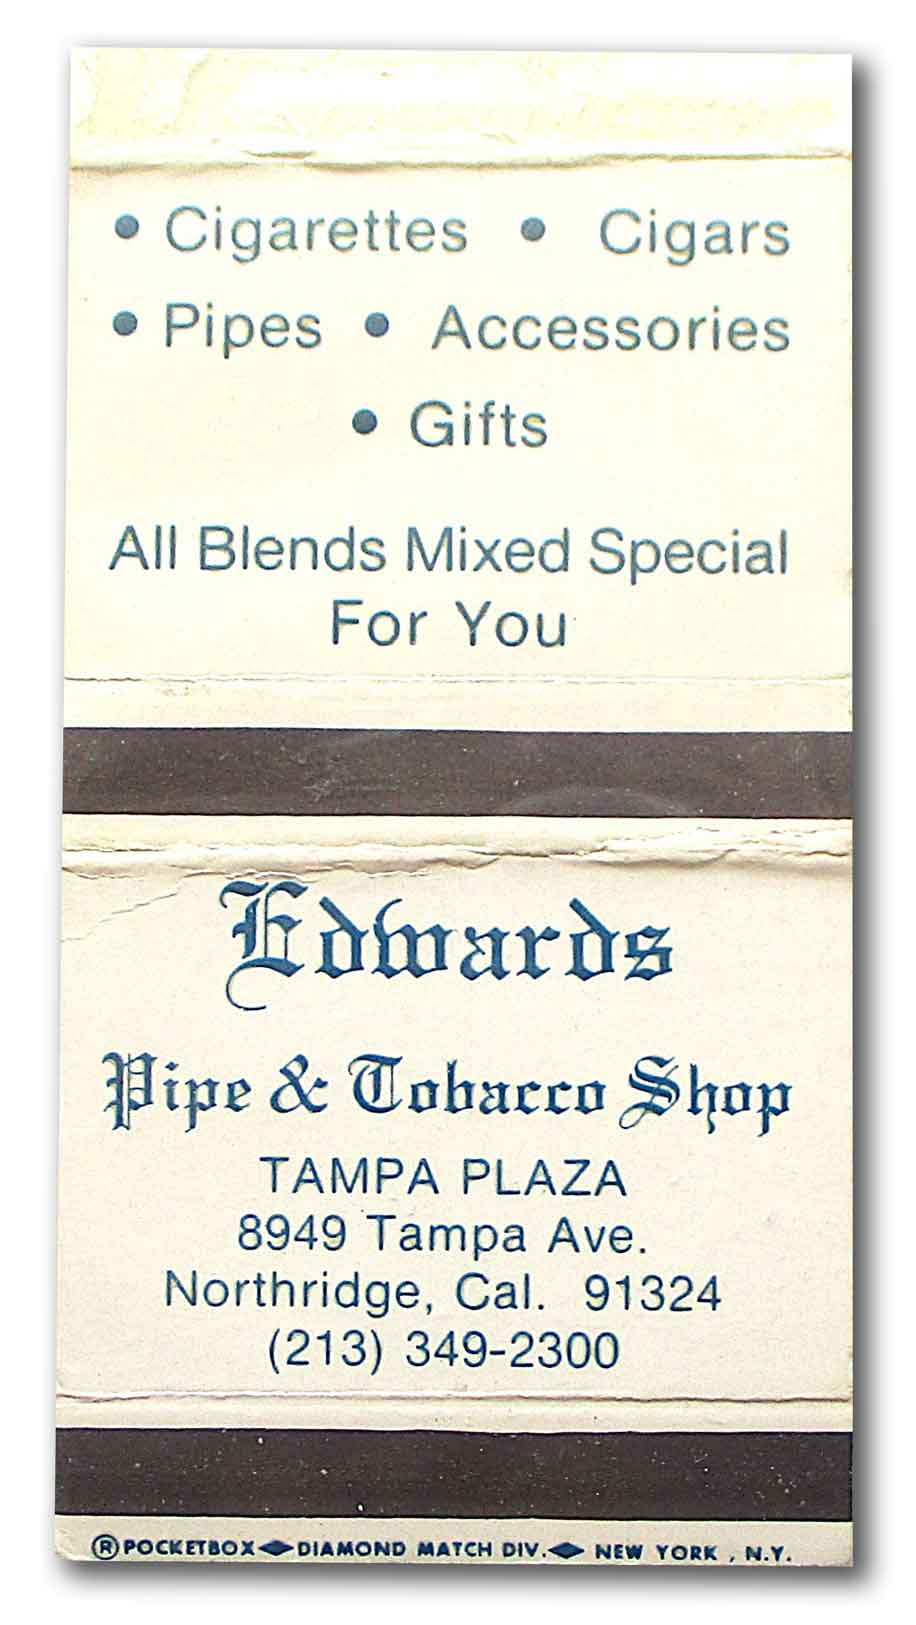 • Cigarettes • Cigars
• Pipes • Accessories
• Gifts
All Blends Mixed Special
For You
Edwards
Pipe & Tobacco Shop
TAMPA PLAZA
8949 Tampa Ave.
Northridge, Cal. 91324
(213) 349-2300
® POCKETBOX◆DIAMOND MATCH DIV.◆NEW YORK, N.Y.